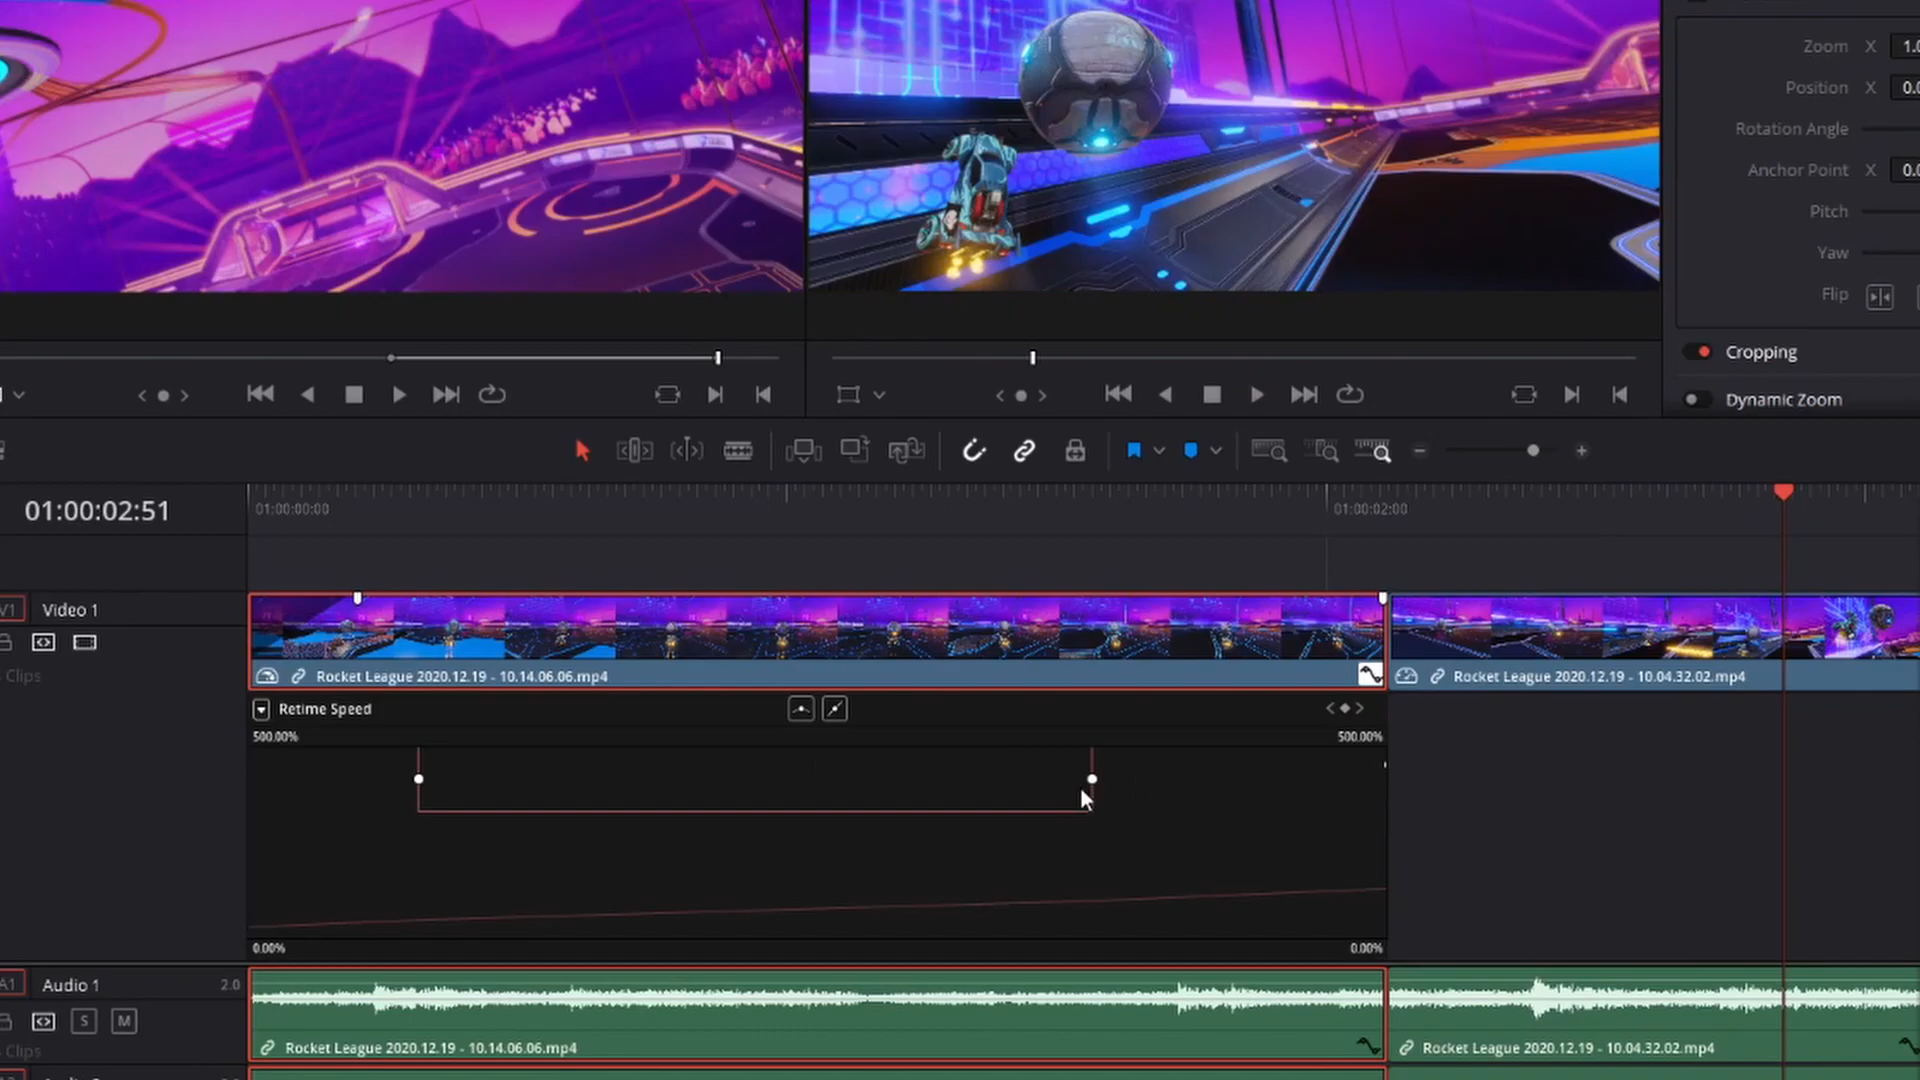 Zoom X 1.0
Position X 0.0
Rotation Angle
Anchor Point X 0.0
Pitch
Yaw
Flip
Cropping
Dynamic Zoom
01:00:02:51
01:00:00:00
01:00:02:00
V1 Video 1
Clips
Rocket League 2020.12.19 - 10.14.06.06.mp4
Rocket League 2020.12.19 - 10.04.32.02.mp4
Retime Speed
500.00%
500.00%
0.00%
0.00%
A1 Audio 1 2.0
S M
Clips
Rocket League 2020.12.19 - 10.14.06.06.mp4
Rocket League 2020.12.19 - 10.04.32.02.mp4